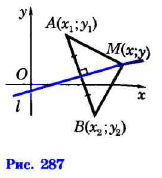 y
A(x₁;y₁)
M(x;y)
O
x
l
B(x₂;y₂)
Рис. 287